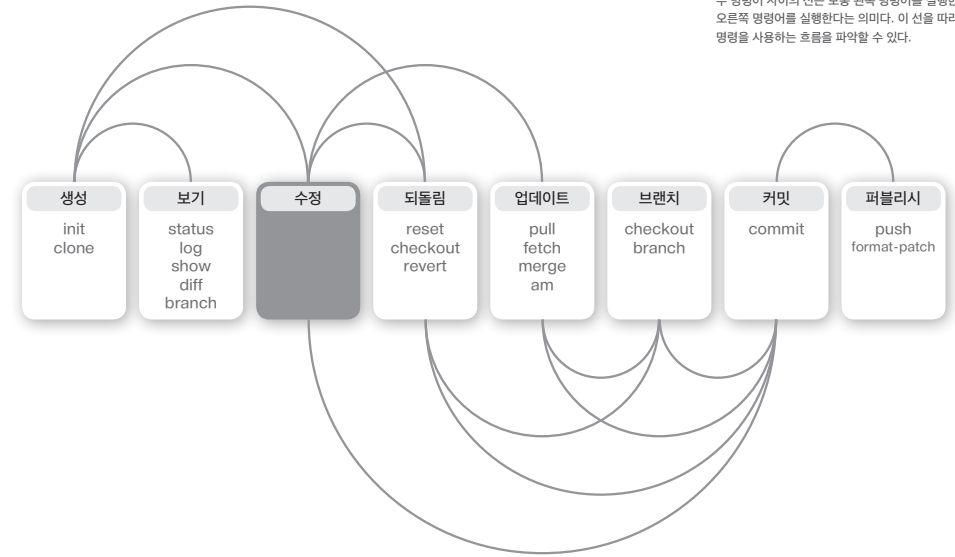 오른쪽 명령어를 실행한다는 의미다. 이 선을 따라
명령을 사용하는 흐름을 파악할 수 있다.
생성
init
clone
보기
status
log
show
diff
branch
수정
되돌림
reset
checkout
revert
업데이트
pull
fetch
merge
am
브랜치
checkout
branch
커밋
commit
퍼블리시
push
format-patch